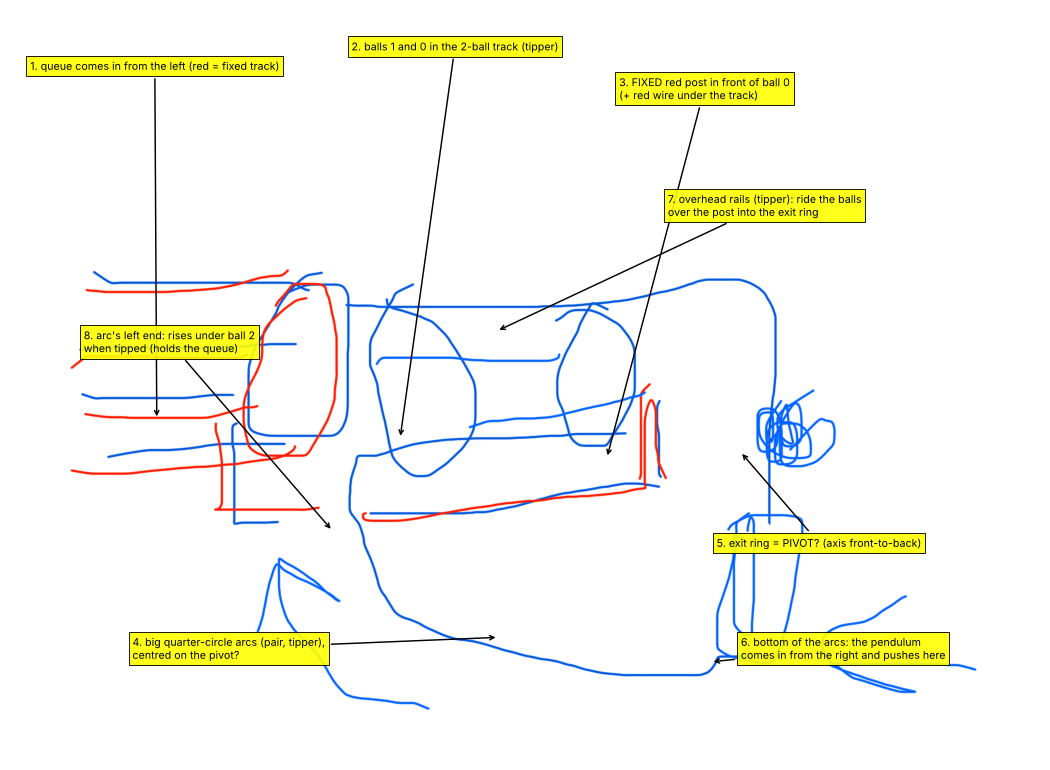 1. queue comes in from the left (red = fixed track)
2. balls 1 and 0 in the 2-ball track (tipper)
3. FIXED red post in front of ball 0
(+ red wire under the track)
7. overhead rails (tipper): ride the balls
over the post into the exit ring
8. arc's left end: rises under ball 2
when tipped (holds the queue)
5. exit ring = PIVOT? (axis front-to-back)
4. big quarter-circle arcs (pair, tipper),
centred on the pivot?
6. bottom of the arcs: the pendulum
comes in from the right and pushes here